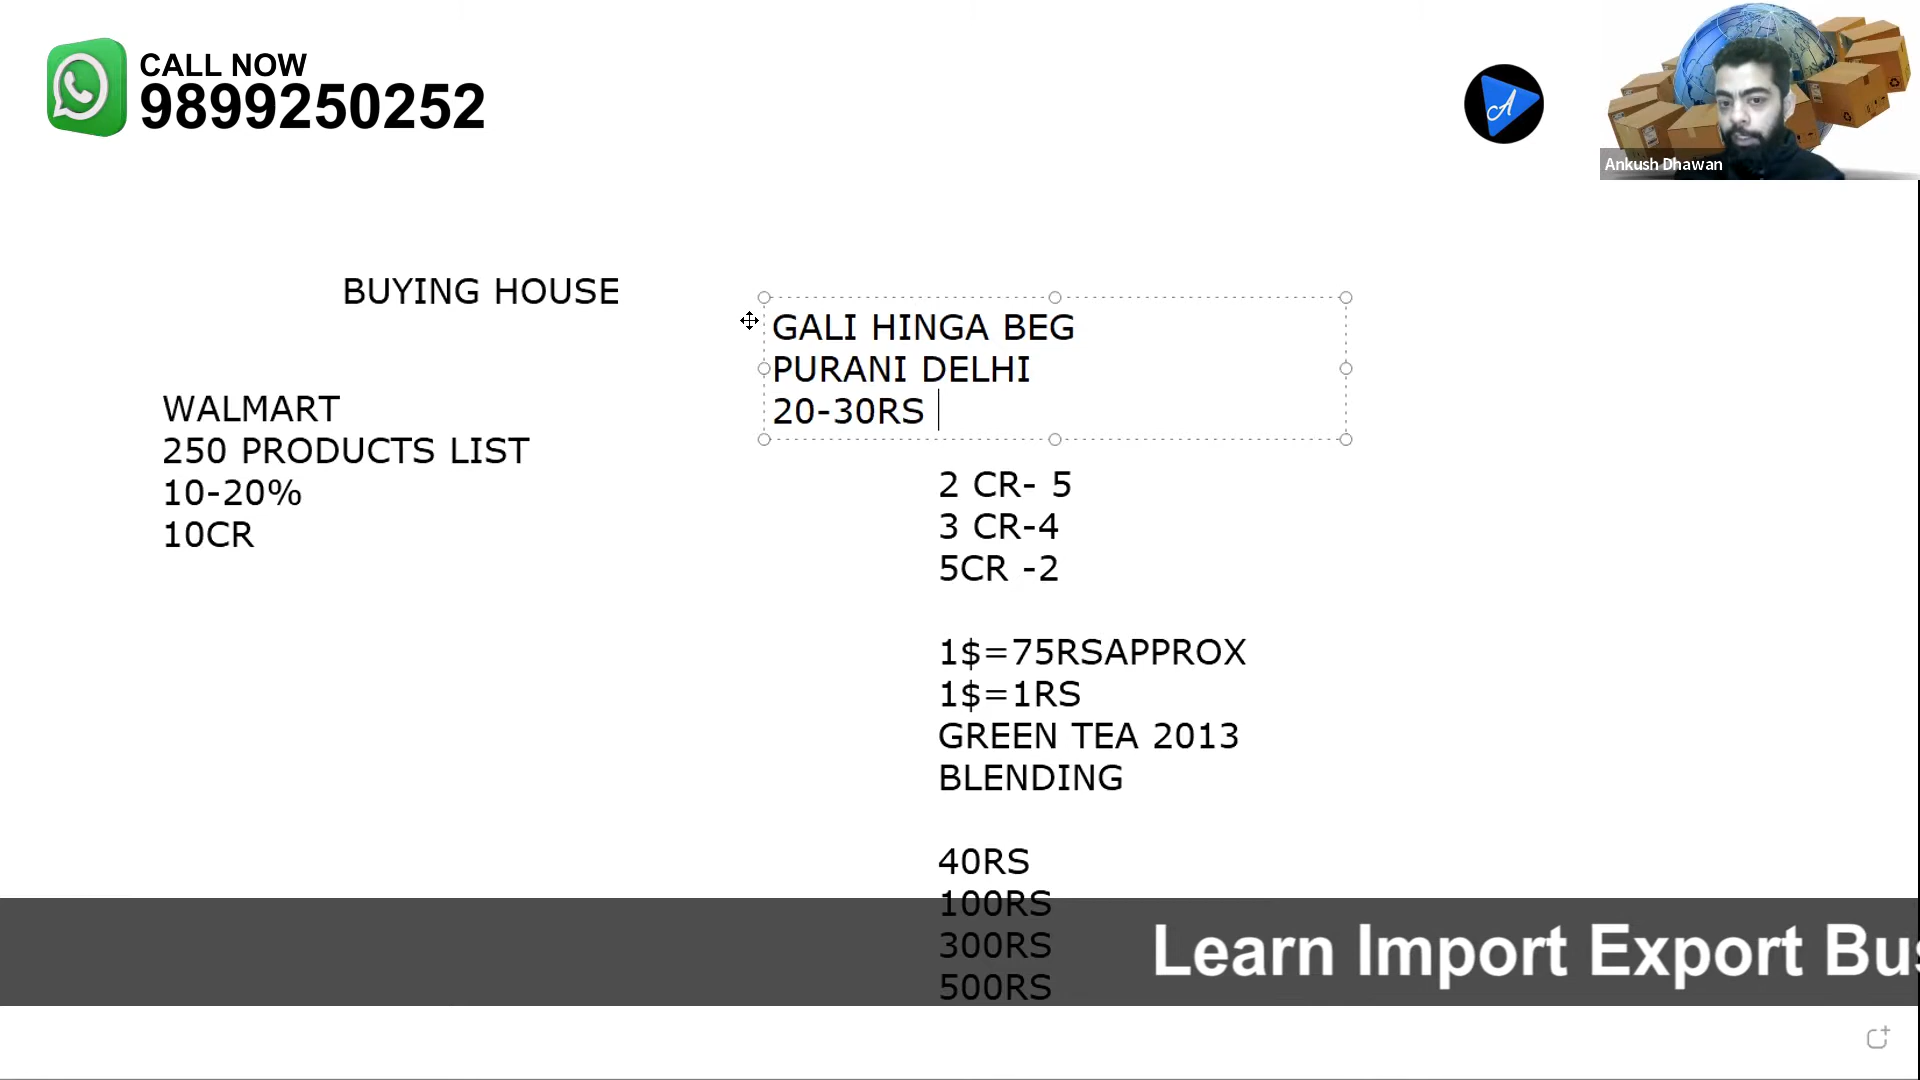 CALL NOW
9899250252
A
Ankush Dhawan
BUYING HOUSE
GALI HINGA BEG
PURANI DELHI
20-30RS
WALMART
250 PRODUCTS LIST
10-20%
10CR
2 CR- 5
3 CR-4
5CR -2
1$=75RSAPPROX
1$=1RS
GREEN TEA 2013
BLENDING
40RS
100RS
300RS
500RS
Learn Import Export Bus